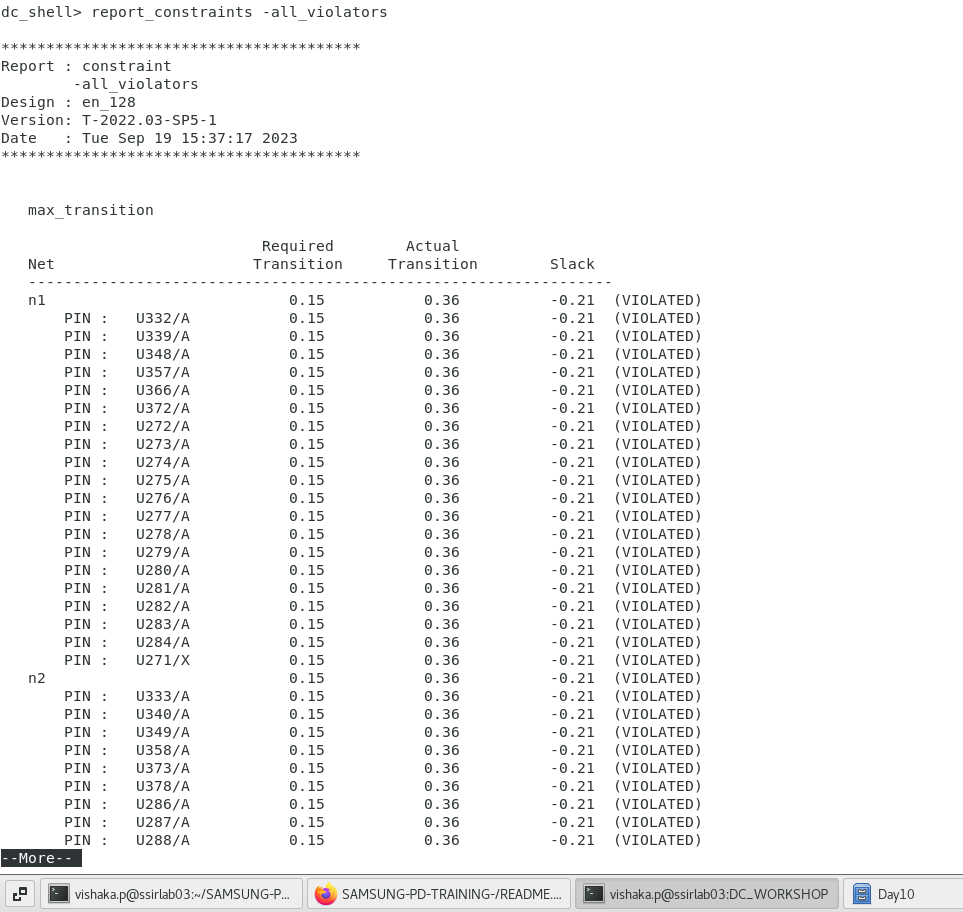 dc_shell> report_constraints -all_violators
****************************************
Report : constraint
-all_violators
Design : en_128
Version: T-2022.03-SP5-1
Date : Tue Sep 19 15:37:17 2023
****************************************
max_transition
Required Actual
Net Transition Transition Slack
-----------------------------------------------------------------
n1 0.15 0.36 -0.21 (VIOLATED)
PIN : U332/A 0.15 0.36 -0.21 (VIOLATED)
PIN : U339/A 0.15 0.36 -0.21 (VIOLATED)
PIN : U348/A 0.15 0.36 -0.21 (VIOLATED)
PIN : U357/A 0.15 0.36 -0.21 (VIOLATED)
PIN : U366/A 0.15 0.36 -0.21 (VIOLATED)
PIN : U372/A 0.15 0.36 -0.21 (VIOLATED)
PIN : U272/A 0.15 0.36 -0.21 (VIOLATED)
PIN : U273/A 0.15 0.36 -0.21 (VIOLATED)
PIN : U274/A 0.15 0.36 -0.21 (VIOLATED)
PIN : U275/A 0.15 0.36 -0.21 (VIOLATED)
PIN : U276/A 0.15 0.36 -0.21 (VIOLATED)
PIN : U277/A 0.15 0.36 -0.21 (VIOLATED)
PIN : U278/A 0.15 0.36 -0.21 (VIOLATED)
PIN : U279/A 0.15 0.36 -0.21 (VIOLATED)
PIN : U280/A 0.15 0.36 -0.21 (VIOLATED)
PIN : U281/A 0.15 0.36 -0.21 (VIOLATED)
PIN : U282/A 0.15 0.36 -0.21 (VIOLATED)
PIN : U283/A 0.15 0.36 -0.21 (VIOLATED)
PIN : U284/A 0.15 0.36 -0.21 (VIOLATED)
PIN : U271/X 0.15 0.36 -0.21 (VIOLATED)
n2 0.15 0.36 -0.21 (VIOLATED)
PIN : U333/A 0.15 0.36 -0.21 (VIOLATED)
PIN : U340/A 0.15 0.36 -0.21 (VIOLATED)
PIN : U349/A 0.15 0.36 -0.21 (VIOLATED)
PIN : U358/A 0.15 0.36 -0.21 (VIOLATED)
PIN : U373/A 0.15 0.36 -0.21 (VIOLATED)
PIN : U378/A 0.15 0.36 -0.21 (VIOLATED)
PIN : U286/A 0.15 0.36 -0.21 (VIOLATED)
PIN : U287/A 0.15 0.36 -0.21 (VIOLATED)
PIN : U288/A 0.15 0.36 -0.21 (VIOLATED)
--More--
vishaka.p@ssirlab03:~/SAMSUNG-P... SAMSUNG-PD-TRAINING-/README.... vishaka.p@ssirlab03:DC_WORKSHOP Day10